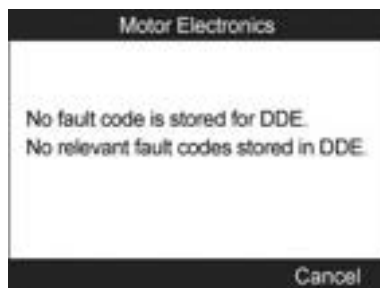 Motor Electronics
No fault code is stored for DDE.
No relevant fault codes stored in DDE.
Cancel